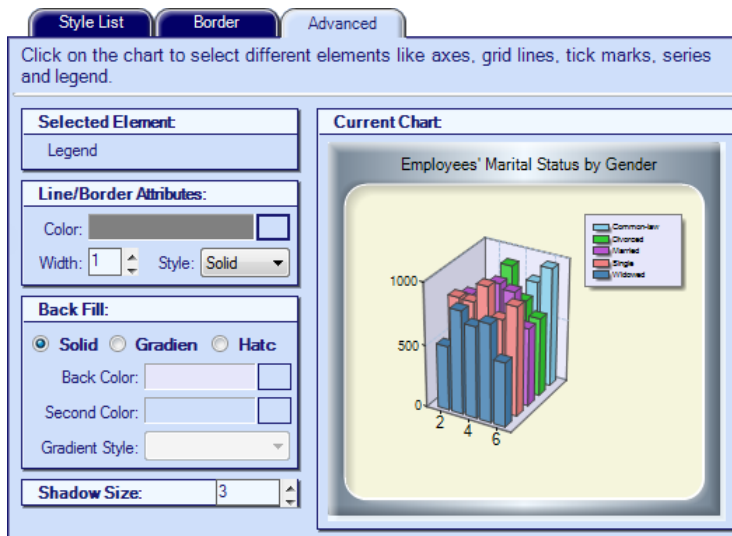 Style List
Border
Advanced
Click on the chart to select different elements like axes, grid lines, tick marks, series
and legend.
Selected Element:
Legend
Line/Border Attributes:
Color:
Width: 1 Style: Solid
Back Fill:
Solid Gradien Hatc
Back Color:
Second Color:
Gradient Style:
Shadow Size: 3
Current Chart:
Employees' Marital Status by Gender
Common-law
Divorced
Married
Single
Widowed
1000
500
0
2
4
6